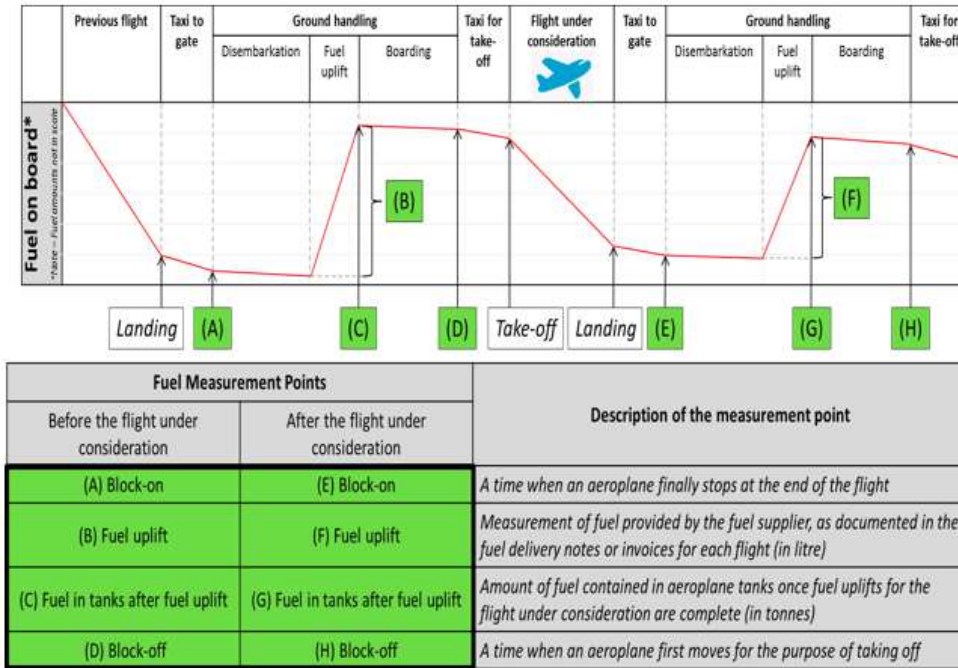 Previous flight
Taxi to
gate
Ground handling
Disembarkation
Fuel
uplift
Boarding
Taxi for
take-
off
Flight under
consideration
Taxi to
gate
Ground handling
Disembarkation
Fuel
uplift
Boarding
Taxi for
take-off
Fuel on board*
*Note – Fuel amounts not in scale
(B)
(F)
Landing
(A)
(C)
(D)
Take-off
Landing
(E)
(G)
(H)
Fuel Measurement Points
Description of the measurement point
Before the flight under
consideration
After the flight under
consideration
(A) Block-on
(E) Block-on
A time when an aeroplane finally stops at the end of the flight
(B) Fuel uplift
(F) Fuel uplift
Measurement of fuel provided by the fuel supplier, as documented in the
fuel delivery notes or invoices for each flight (in litre)
(C) Fuel in tanks after fuel uplift
(G) Fuel in tanks after fuel uplift
Amount of fuel contained in aeroplane tanks once fuel uplifts for the
flight under consideration are complete (in tonnes)
(D) Block-off
(H) Block-off
A time when an aeroplane first moves for the purpose of taking off